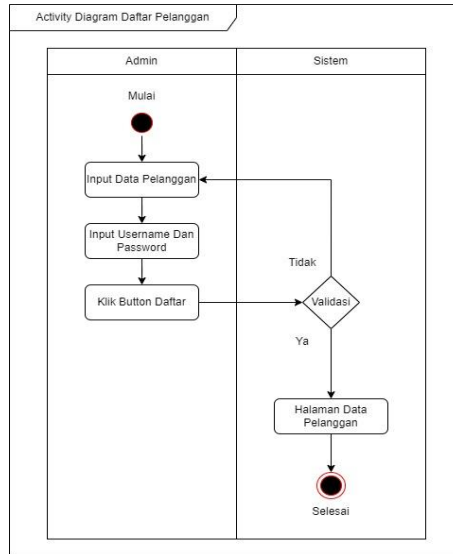 Activity Diagram Daftar Pelanggan
Admin
Sistem
Mulai
Input Data Pelanggan
Input Username Dan
Password
Tidak
Klik Button Daftar
Validasi
Ya
Halaman Data
Pelanggan
Selesai